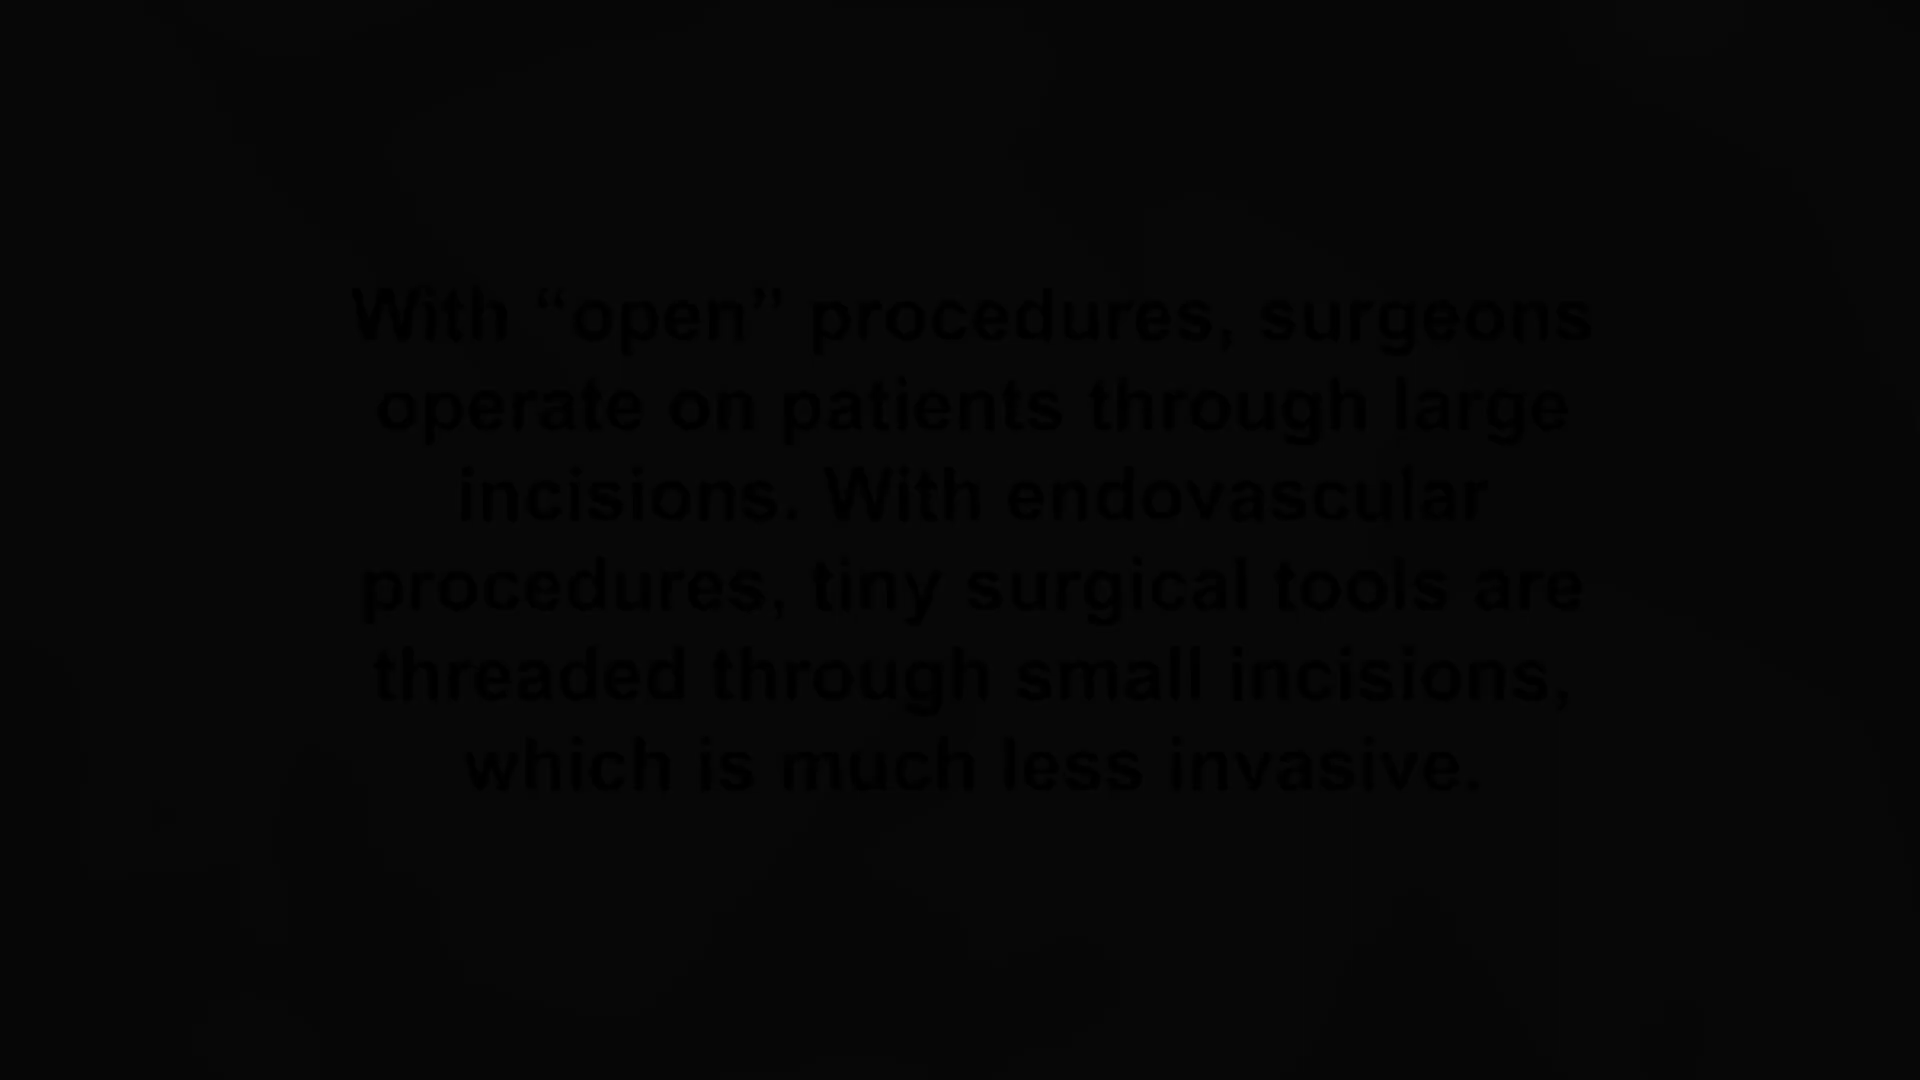 With “open” procedures, surgeons
operate on patients through large
incisions. With endovascular
procedures, tiny surgical tools are
threaded through small incisions,
which is much less invasive.